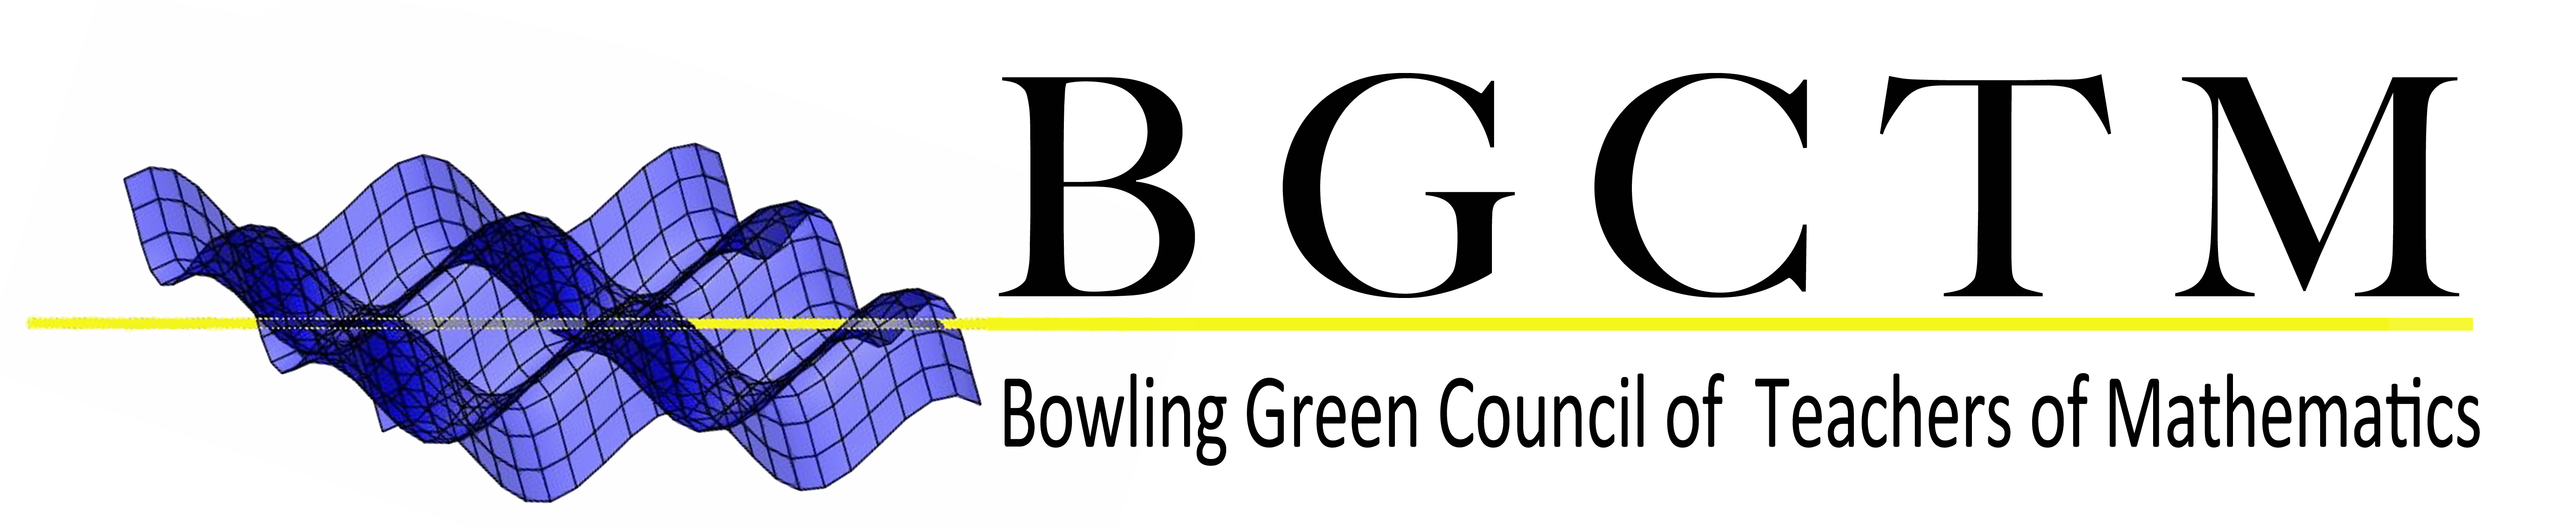 BGCTM
Bowling Green Council of Teachers of Mathematics